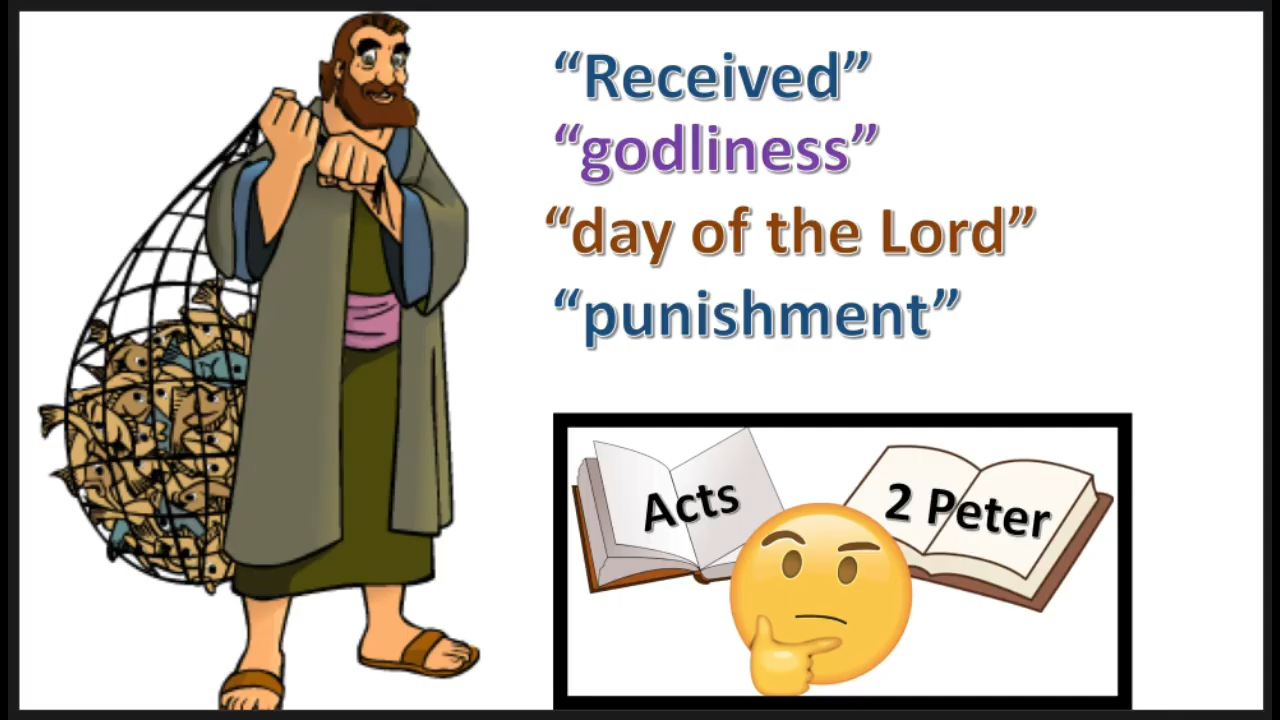 “Received”
“godliness”
“day of the Lord”
“punishment”
Acts
2 Peter